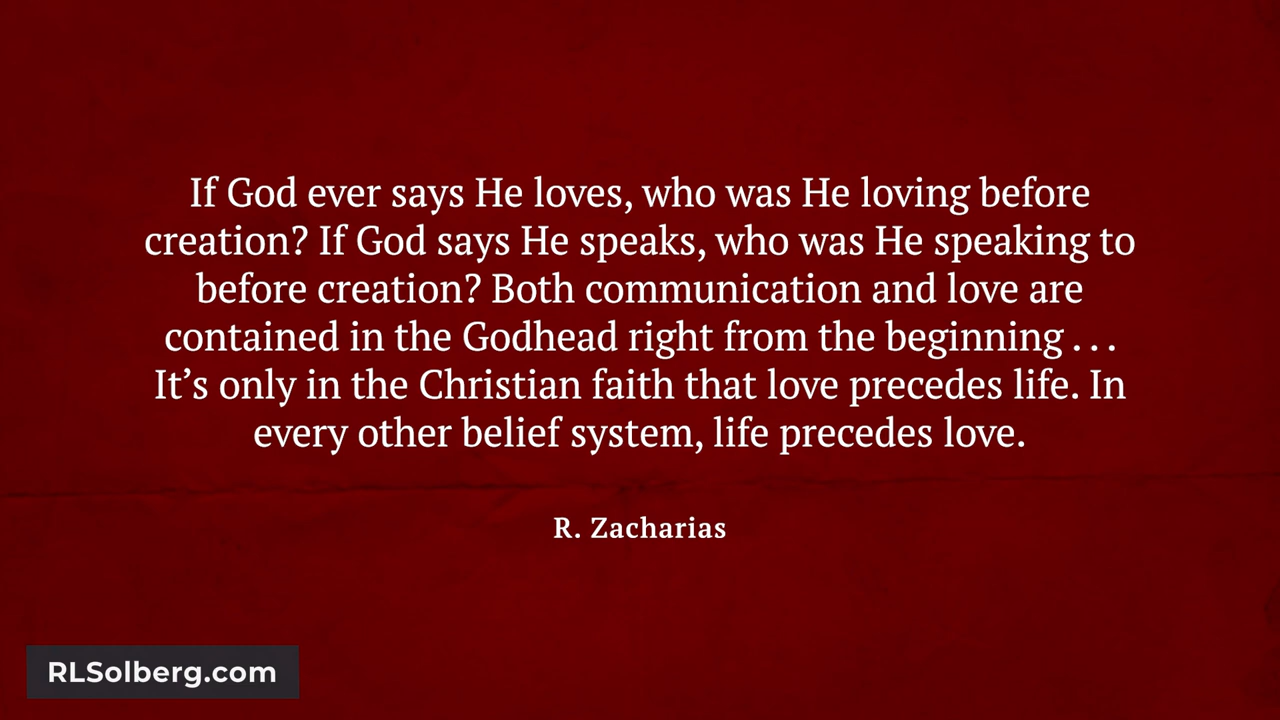 If God ever says He loves, who was He loving before
creation? If God says He speaks, who was He speaking to
before creation? Both communication and love are
contained in the Godhead right from the beginning . . .
It’s only in the Christian faith that love precedes life. In
every other belief system, life precedes love.
R. Zacharias
RLSolberg.com